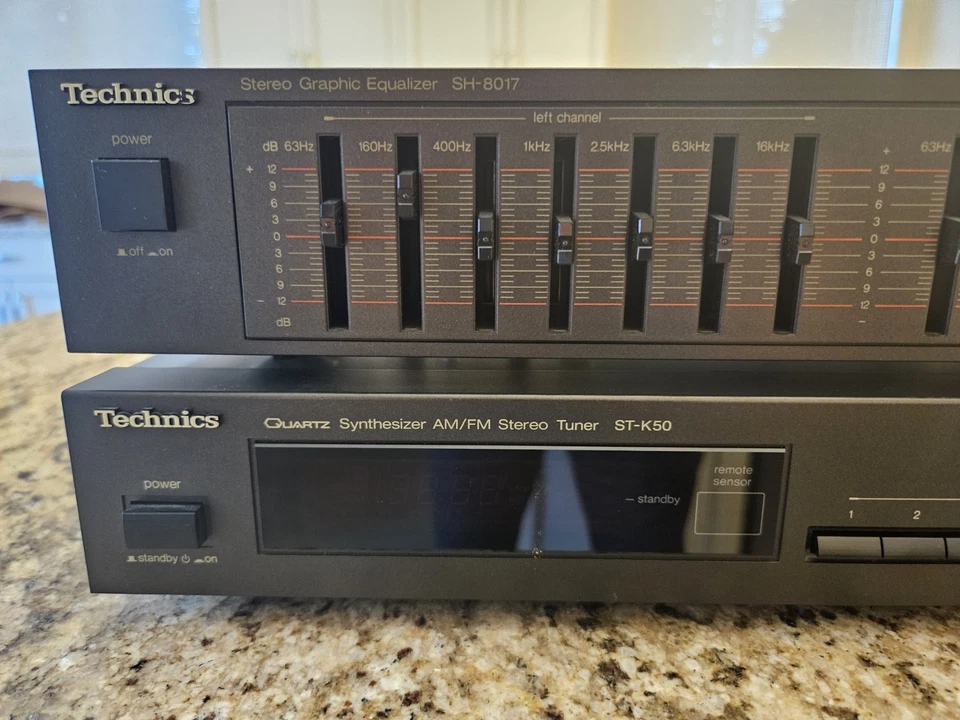 Technics
Stereo Graphic Equalizer SH-8017
left channel
power
dB 63Hz 160Hz 400Hz 1kHz 2.5kHz 6.3kHz 16kHz + 63Hz
+ 12 12
9 9
6 6
3 3
0 0
3 3
6 6
9 9
− 12 12 −
dB
off on
Technics
QUARTZ Synthesizer AM/FM Stereo Tuner ST-K50
power
remote
sensor
– standby
1 2
standby ⏻ on